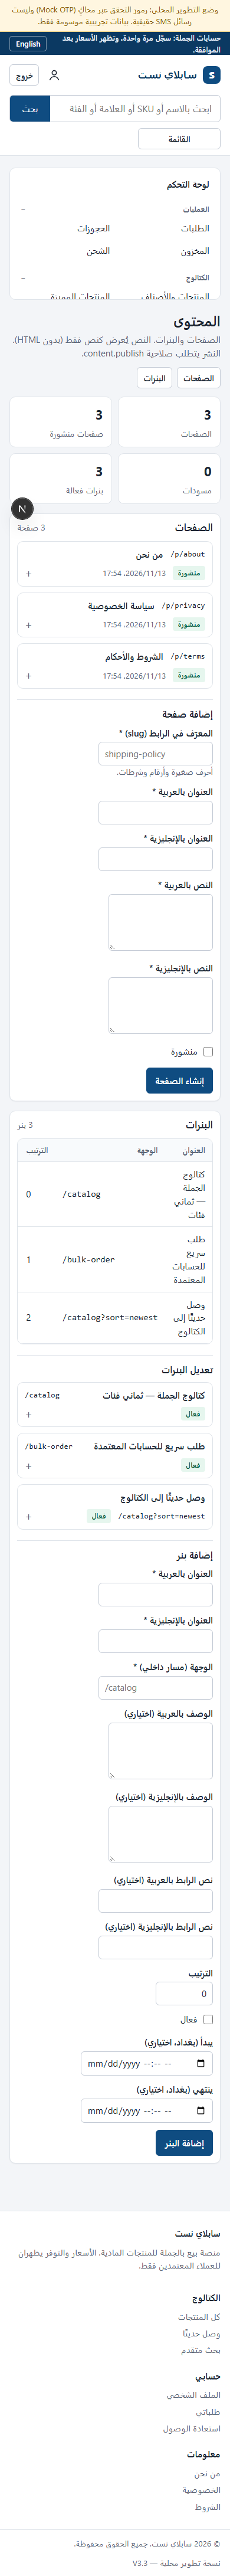 وضع التطوير المحلي: رموز التحقق عبر محاكٍ (Mock OTP) وليست
رسائل SMS حقيقية. بيانات تجريبية موسومة فقط.
حسابات الجملة: سجّل مرة واحدة، وتظهر الأسعار بعد
الموافقة.
English
S
سابلاي نست
خروج
ابحث بالاسم أو SKU أو العلامة أو الفئة
بحث
القائمة
لوحة التحكم
العمليات
−
الطلبات
الحجوزات
المخزون
الشحن
الكتالوج
−
المنتجات والأصناف
المنتجات المميزة
المحتوى
الصفحات والبنرات. النص يُعرض كنص فقط (بدون HTML).
النشر يتطلب صلاحية content.publish.
الصفحات
البنرات
3
الصفحات
3
صفحات منشورة
0
مسودات
3
بنرات فعالة
N
الصفحات
3 صفحة
/p/about
من نحن
منشورة
2026/11/13، 17:54
+
/p/privacy
سياسة الخصوصية
منشورة
2026/11/13، 17:54
+
/p/terms
الشروط والأحكام
منشورة
2026/11/13، 17:54
+
إضافة صفحة
المعرّف في الرابط (slug) *
shipping-policy
أحرف صغيرة وأرقام وشرطات.
العنوان بالعربية *
العنوان بالإنجليزية *
النص بالعربية *
النص بالإنجليزية *
منشورة
إنشاء الصفحة
البنرات
3 بنر
العنوان
الوجهة
الترتيب
كتالوج
الجملة
— ثماني
فئات
/catalog
0
طلب
سريع
للحسابات
المعتمدة
/bulk-order
1
وصل
حديثًا إلى
الكتالوج
/catalog?sort=newest
2
تعديل البنرات
كتالوج الجملة — ثماني فئات
/catalog
فعال
+
طلب سريع للحسابات المعتمدة
/bulk-order
فعال
+
وصل حديثًا إلى الكتالوج
/catalog?sort=newest
فعال
+
إضافة بنر
العنوان بالعربية *
العنوان بالإنجليزية *
الوجهة (مسار داخلي) *
/catalog
الوصف بالعربية (اختياري)
الوصف بالإنجليزية (اختياري)
نص الرابط بالعربية (اختياري)
نص الرابط بالإنجليزية (اختياري)
الترتيب
0
فعال
يبدأ (بغداد، اختياري)
mm/dd/yyyy --:-- --
ينتهي (بغداد، اختياري)
mm/dd/yyyy --:-- --
إضافة البنر
سابلاي نست
منصة بيع بالجملة للمنتجات المادية. الأسعار والتوفر يظهران
للعملاء المعتمدين فقط.
الكتالوج
كل المنتجات
وصل حديثًا
بحث متقدم
حسابي
الملف الشخصي
طلباتي
استعادة الوصول
معلومات
من نحن
الخصوصية
الشروط
© 2026 سابلاي نست. جميع الحقوق محفوظة.
نسخة تطوير محلية — V3.3